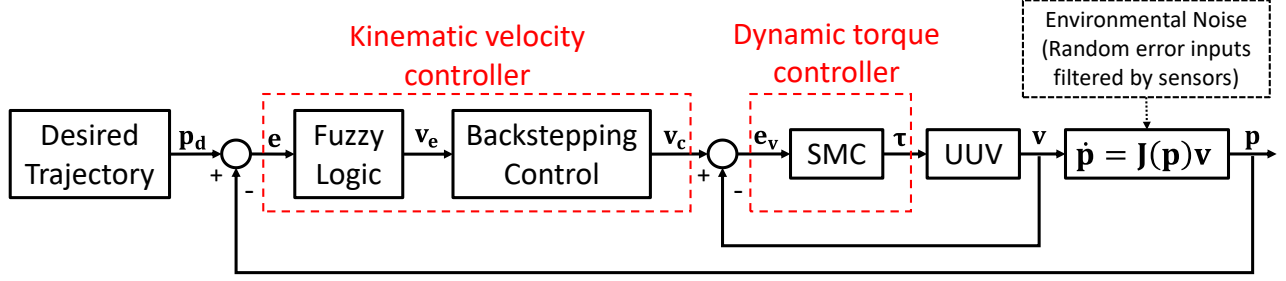 Kinematic velocity
controller
Dynamic torque
controller
Environmental Noise
(Random error inputs
filtered by sensors)
Desired
Trajectory
p_d
+
-
e
Fuzzy
Logic
v_e
Backstepping
Control
v_c
+
-
e_v
SMC
τ
UUV
v
ṗ = J(p)v
p